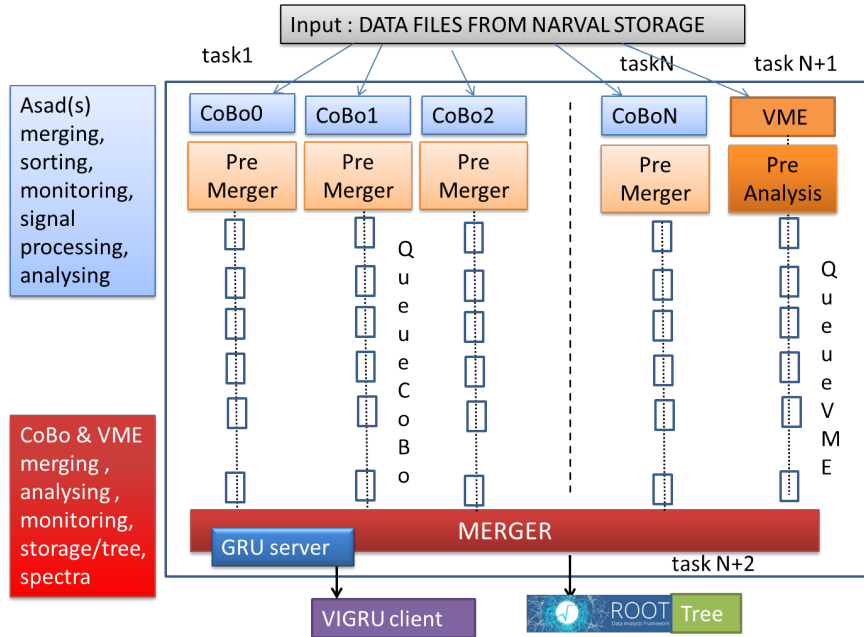 Input : DATA FILES FROM NARVAL STORAGE
task1
taskN
task N+1
Asad(s)
merging,
sorting,
monitoring,
signal
processing,
analysing
CoBo0
CoBo1
CoBo2
CoBoN
VME
Pre
Merger
Pre
Merger
Pre
Merger
Pre
Merger
Pre
Analysis
QueueCoBo
QueueVME
CoBo & VME
merging ,
analysing ,
monitoring,
storage/tree,
spectra
MERGER
GRU server
task N+2
VIGRU client
ROOT
Data Analysis Framework
Tree